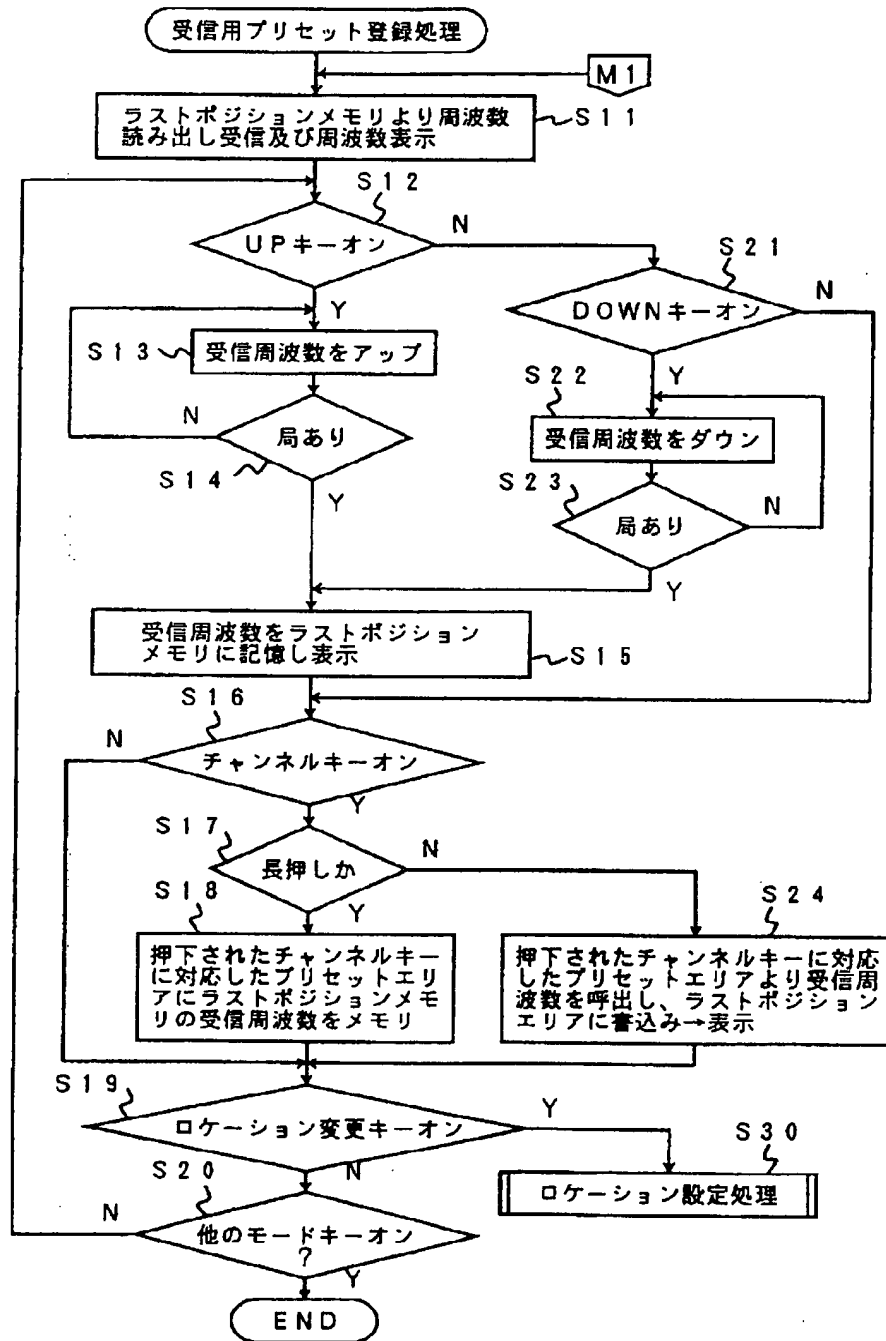 受信用プリセット登録処理
M1
ラストポジションメモリより周波数
読み出し受信及び周波数表示
S11
S12
UPキーオン
N
Y
S21
DOWNキーオン
N
Y
S13
受信周波数をアップ
S22
受信周波数をダウン
N
局あり
S14
Y
S23
局あり
N
Y
受信周波数をラストポジション
メモリに記憶し表示
S15
S16
N
チャンネルキーオン
Y
S17
長押しか
N
Y
S18
押下されたチャンネルキー
に対応したプリセットエリ
アにラストポジションメモ
リの受信周波数をメモリ
S24
押下されたチャンネルキーに対応
したプリセットエリアより受信周
波数を呼出し、ラストポジション
エリアに書込み→表示
S19
ロケーション変更キーオン
Y
N
S30
ロケーション設定処理
S20
N
他のモードキーオン
?
Y
END